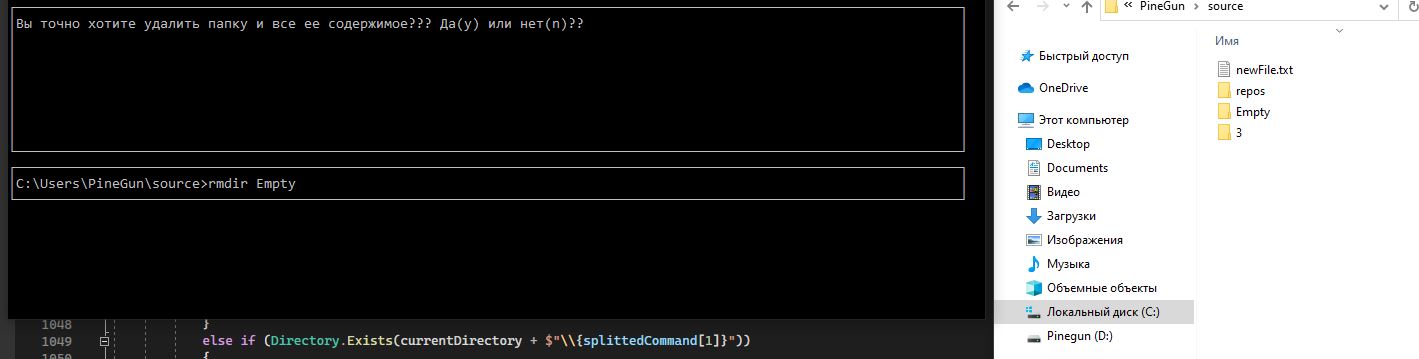 Вы точно хотите удалить папку и все ее содержимое??? Да(y) или нет(n)??
C:\Users\PineGun\source>rmdir Empty
1048 }
1049 else if (Directory.Exists(currentDirectory + $"\\{splittedCommand[1]}"))
1050 {
« PineGun > source
Имя
Быстрый доступ
OneDrive
Этот компьютер
Desktop
Documents
Видео
Загрузки
Изображения
Музыка
Объемные объекты
Локальный диск (C:)
Pinegun (D:)
newFile.txt
repos
Empty
3